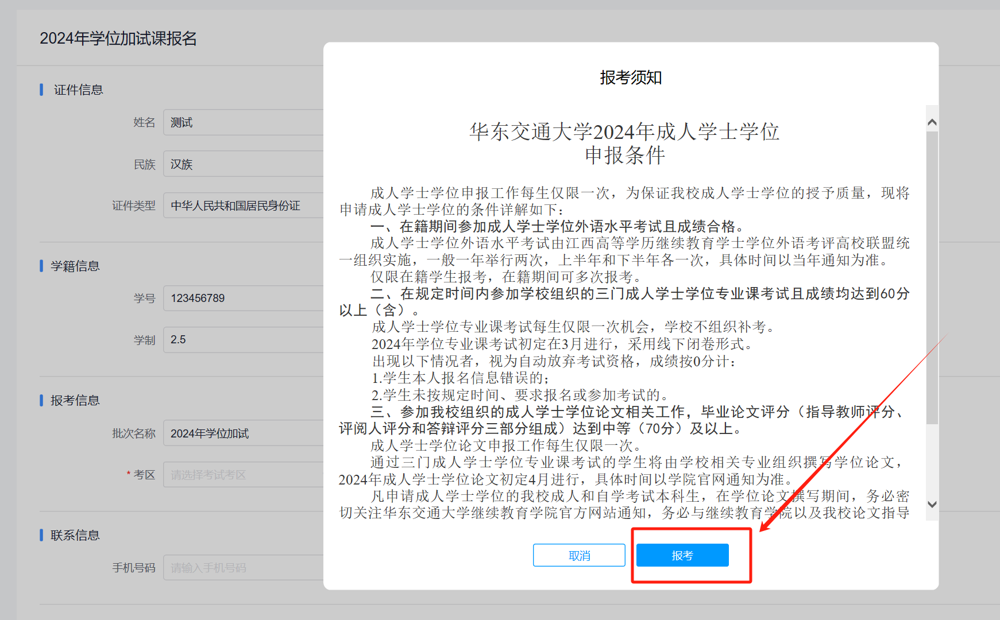 2024年学位加试课报名
证件信息
姓名 测试
民族 汉族
证件类型 中华人民共和国居民身份证
学籍信息
学号 123456789
学制 2.5
报考信息
批次名称 2024年学位加试
* 考区 请选择考试考区
联系信息
手机号码 请输入手机号码
报考须知
华东交通大学2024年成人学士学位
申报条件
成人学士学位申报工作每生仅限一次，为保证我校成人学士学位的授予质量，现将
申请成人学士学位的条件详解如下：
一、在籍期间参加成人学士学位外语水平考试且成绩合格。
成人学士学位外语水平考试由江西高等学历继续教育学士学位外语考评高校联盟统
一组织实施，一般一年举行两次，上半年和下半年各一次，具体时间以当年通知为准。
仅限在籍学生报考，在籍期间可多次报考。
二、在规定时间内参加学校组织的三门成人学士学位专业课考试且成绩均达到60分
以上（含）。
成人学士学位专业课考试每生仅限一次机会，学校不组织补考。
2024年学位专业课考试初定在3月进行，采用线下闭卷形式。
出现以下情况者，视为自动放弃考试资格，成绩按0分计：
1.学生本人报名信息错误的；
2.学生未按规定时间、要求报名或参加考试的。
三、参加我校组织的成人学士学位论文相关工作，毕业论文评分（指导教师评分、
评阅人评分和答辩评分三部分组成）达到中等（70分）及以上。
成人学士学位论文申报工作每生仅限一次。
通过三门成人学士学位专业课考试的学生将由学校相关专业组织撰写学位论文，
2024年成人学士学位论文初定4月进行，具体时间以学院官网通知为准。
凡申请成人学士学位的我校成人和自学考试本科生，在学位论文撰写期间，务必密
切关注华东交通大学继续教育学院官方网站通知，务必与继续教育学院以及我校论文指导
取消 报考